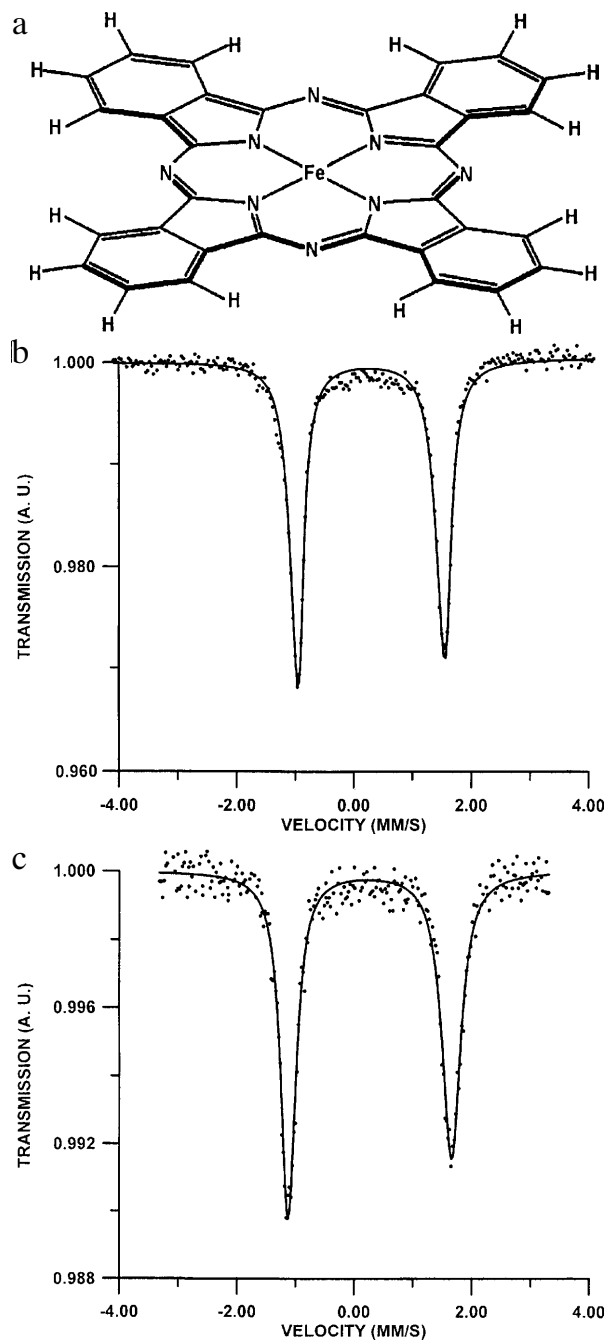 a
H H H H
H H
N
H H
N N
N Fe N
N N
H H
N
H H
H H H H
b
1.000
0.980
0.960
TRANSMISSION (A. U.)
-4.00 -2.00 0.00 2.00 4.00
VELOCITY (MM/S)
c
1.000
0.996
0.992
0.988
TRANSMISSION (A. U.)
-4.00 -2.00 0.00 2.00 4.00
VELOCITY (MM/S)